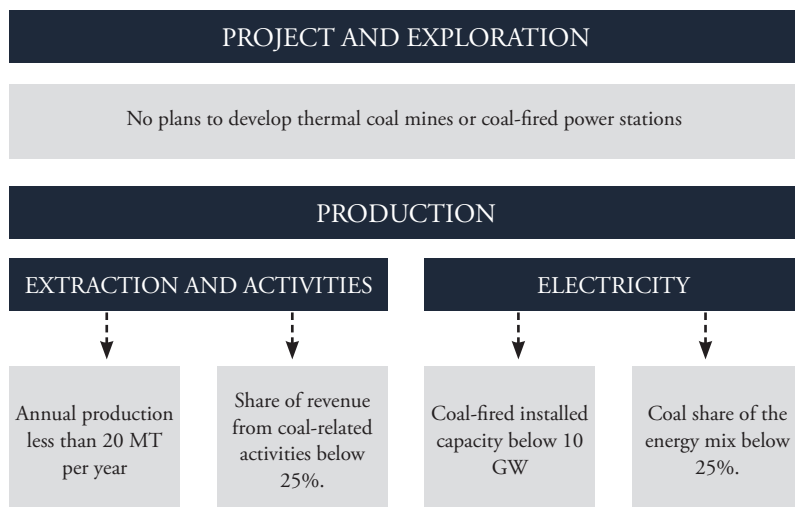 PROJECT AND EXPLORATION
No plans to develop thermal coal mines or coal-fired power stations
PRODUCTION
EXTRACTION AND ACTIVITIES
ELECTRICITY
Annual production
less than 20 MT
per year
Share of revenue
from coal-related
activities below
25%.
Coal-fired installed
capacity below 10
GW
Coal share of the
energy mix below
25%.